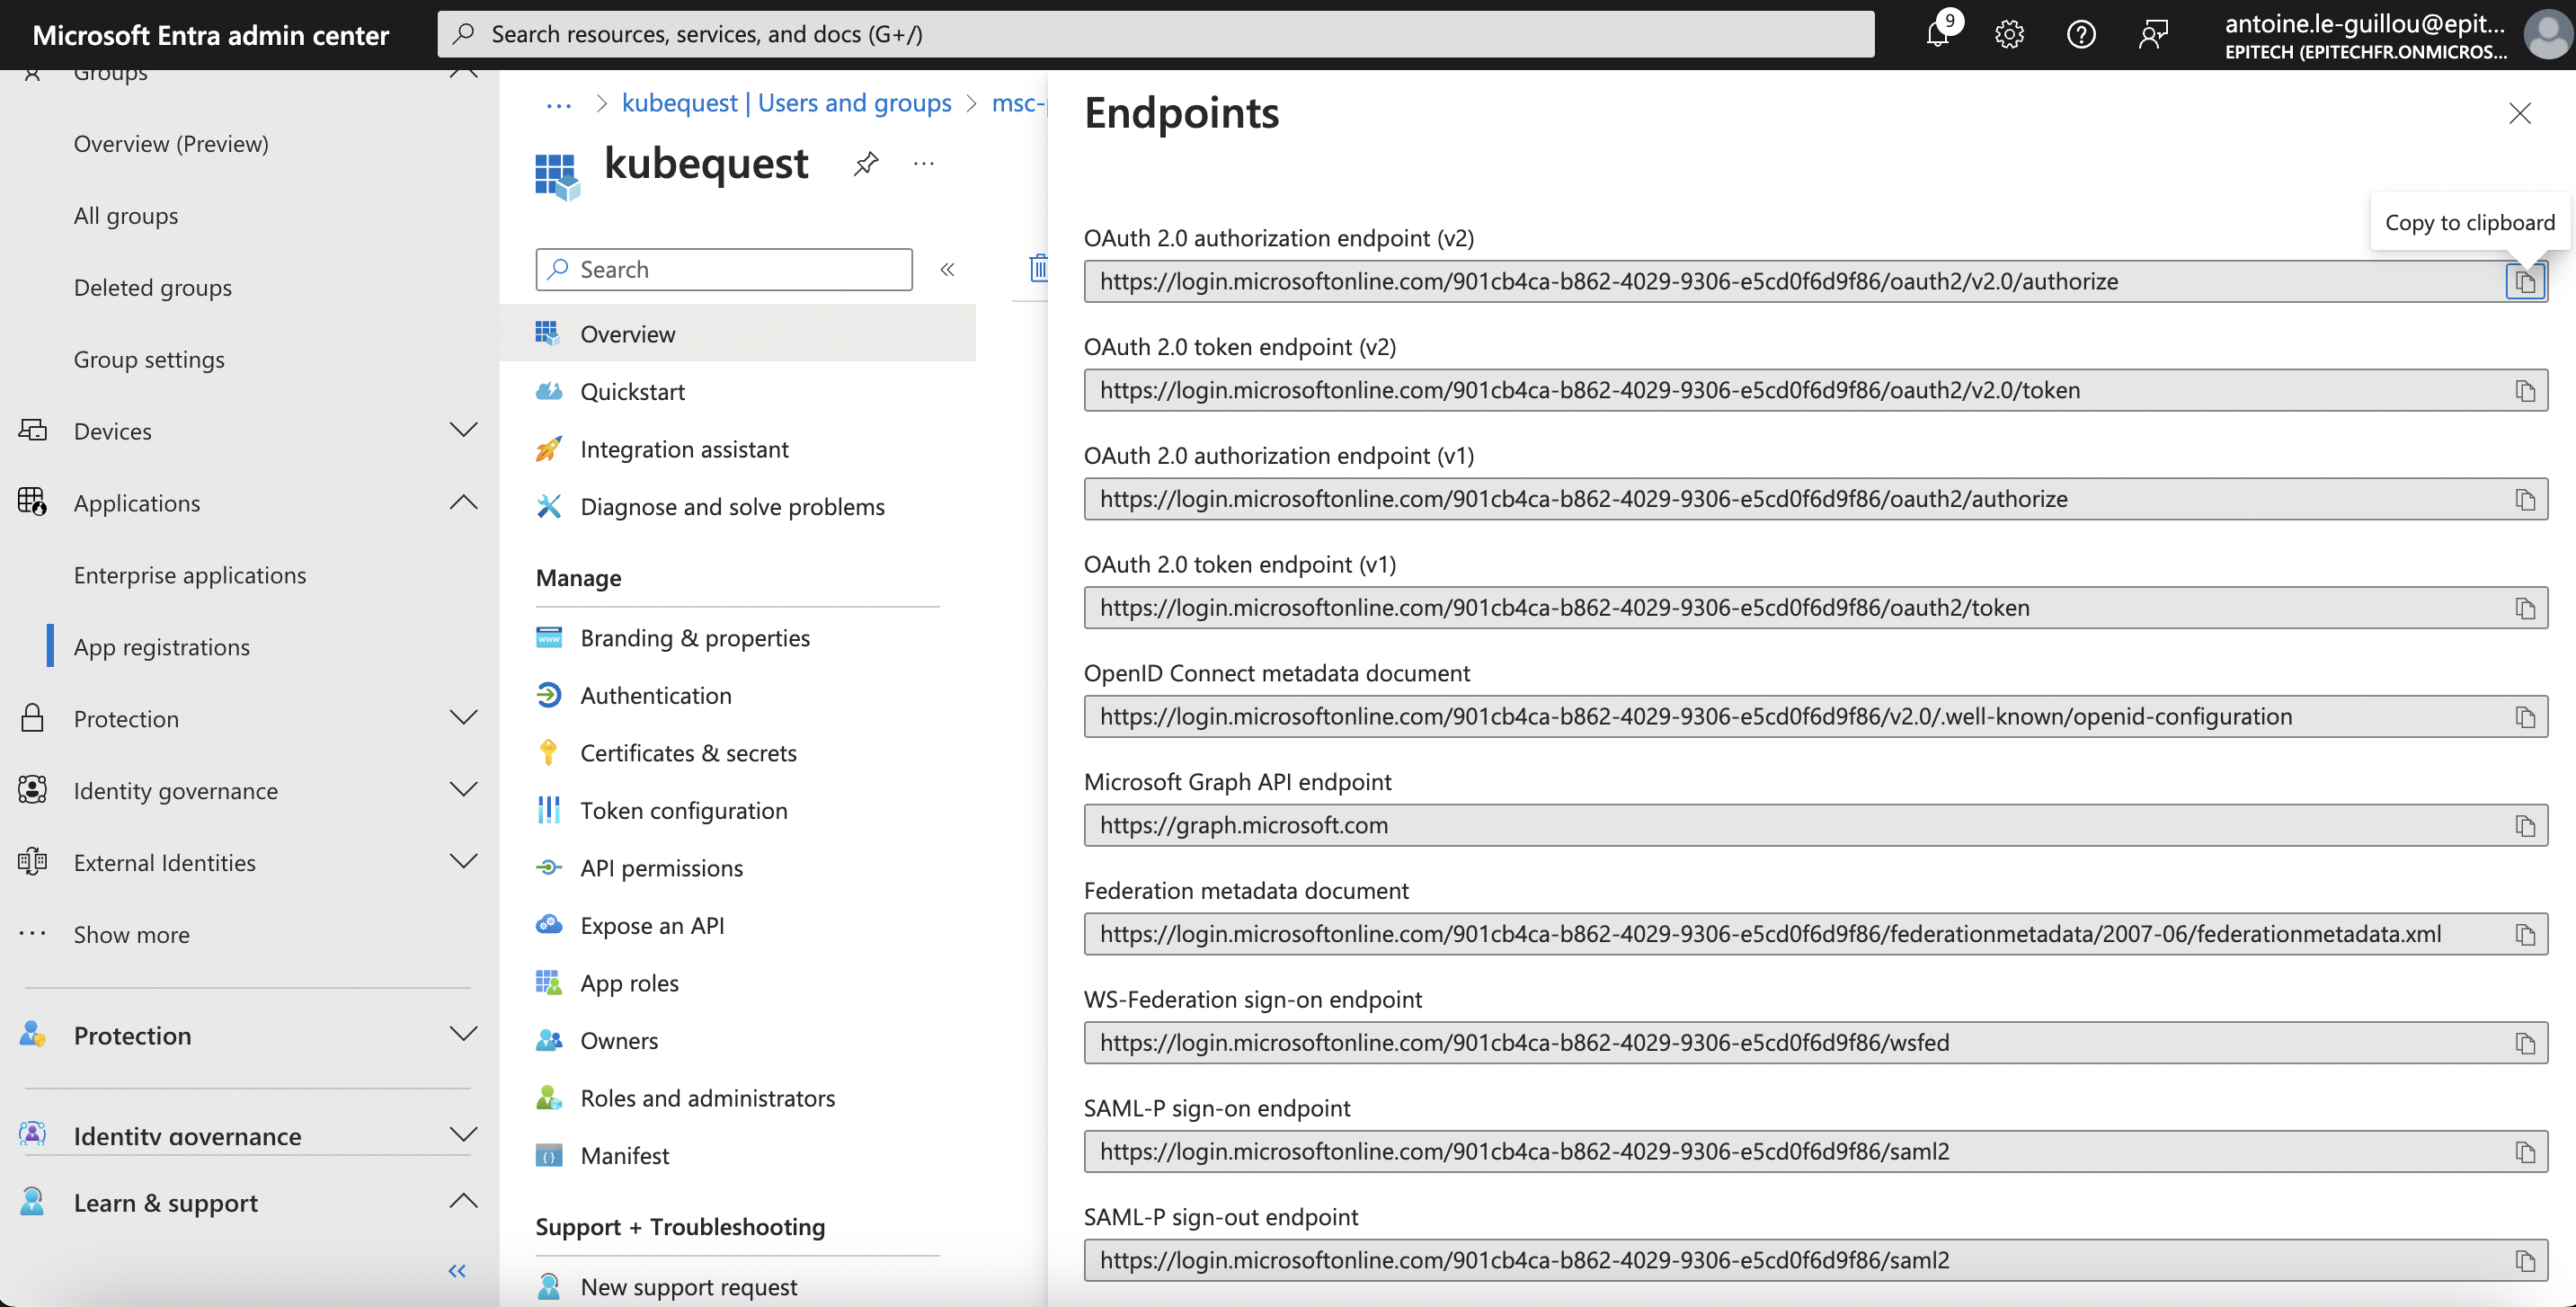 Microsoft Entra admin center
Search resources, services, and docs (G+/)
9
antoine.le-guillou@epit...
EPITECH (EPITECHFR.ONMICROS...
Groups
Overview (Preview)
All groups
Deleted groups
Group settings
Devices
Applications
Enterprise applications
App registrations
Protection
Identity governance
External Identities
Show more
Protection
Identity governance
Learn & support
... > kubequest | Users and groups > msc-
kubequest
Search
Overview
Quickstart
Integration assistant
Diagnose and solve problems
Manage
Branding & properties
Authentication
Certificates & secrets
Token configuration
API permissions
Expose an API
App roles
Owners
Roles and administrators
Manifest
Support + Troubleshooting
New support request
Endpoints
Copy to clipboard
OAuth 2.0 authorization endpoint (v2)
https://login.microsoftonline.com/901cb4ca-b862-4029-9306-e5cd0f6d9f86/oauth2/v2.0/authorize
OAuth 2.0 token endpoint (v2)
https://login.microsoftonline.com/901cb4ca-b862-4029-9306-e5cd0f6d9f86/oauth2/v2.0/token
OAuth 2.0 authorization endpoint (v1)
https://login.microsoftonline.com/901cb4ca-b862-4029-9306-e5cd0f6d9f86/oauth2/authorize
OAuth 2.0 token endpoint (v1)
https://login.microsoftonline.com/901cb4ca-b862-4029-9306-e5cd0f6d9f86/oauth2/token
OpenID Connect metadata document
https://login.microsoftonline.com/901cb4ca-b862-4029-9306-e5cd0f6d9f86/v2.0/.well-known/openid-configuration
Microsoft Graph API endpoint
https://graph.microsoft.com
Federation metadata document
https://login.microsoftonline.com/901cb4ca-b862-4029-9306-e5cd0f6d9f86/federationmetadata/2007-06/federationmetadata.xml
WS-Federation sign-on endpoint
https://login.microsoftonline.com/901cb4ca-b862-4029-9306-e5cd0f6d9f86/wsfed
SAML-P sign-on endpoint
https://login.microsoftonline.com/901cb4ca-b862-4029-9306-e5cd0f6d9f86/saml2
SAML-P sign-out endpoint
https://login.microsoftonline.com/901cb4ca-b862-4029-9306-e5cd0f6d9f86/saml2